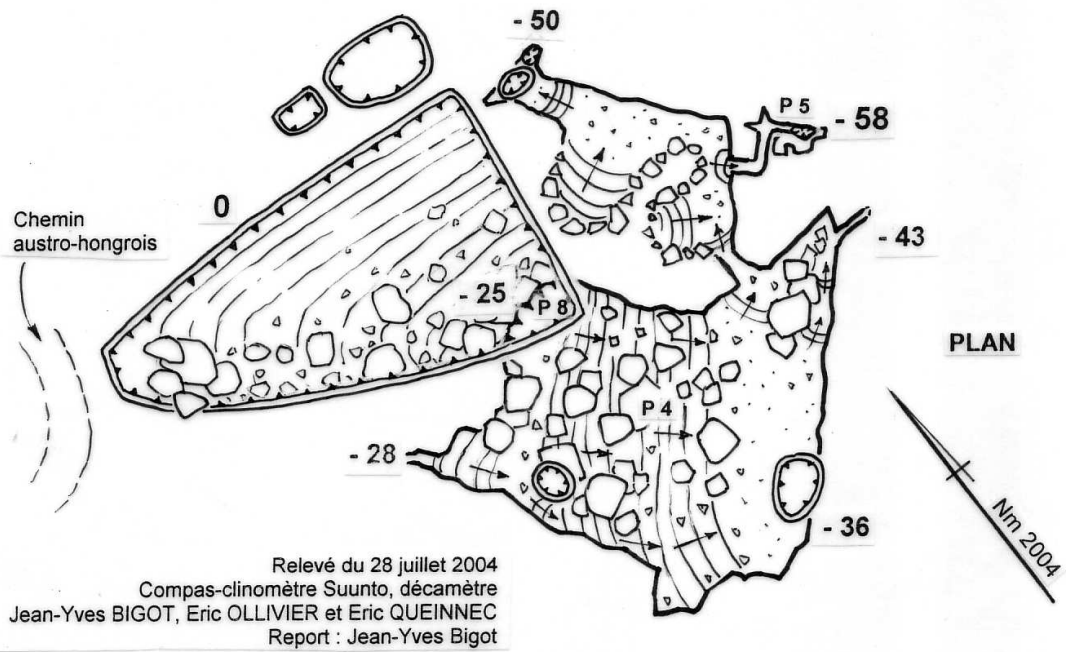 - 50
P 5
- 58
0
Chemin
austro-hongrois
- 43
- 25
P 8
PLAN
P 4
- 28
- 36
Nm 2004
Relevé du 28 juillet 2004
Compas-clinomètre Suunto, décamètre
Jean-Yves BIGOT, Eric OLLIVIER et Eric QUEINNEC
Report : Jean-Yves Bigot